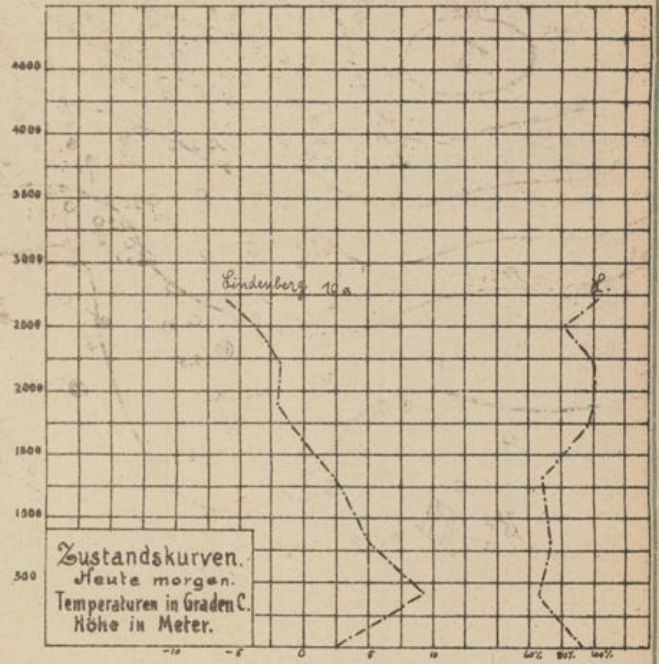 4500
4000
3500
3000
Lindenberg 10a
L.
2500
2000
1500
1000
500
Zustandskurven.
Heute morgen.
Temperaturen in Graden C.
Höhe in Meter.
-10 -5 0 5 10 60% 80% 100%